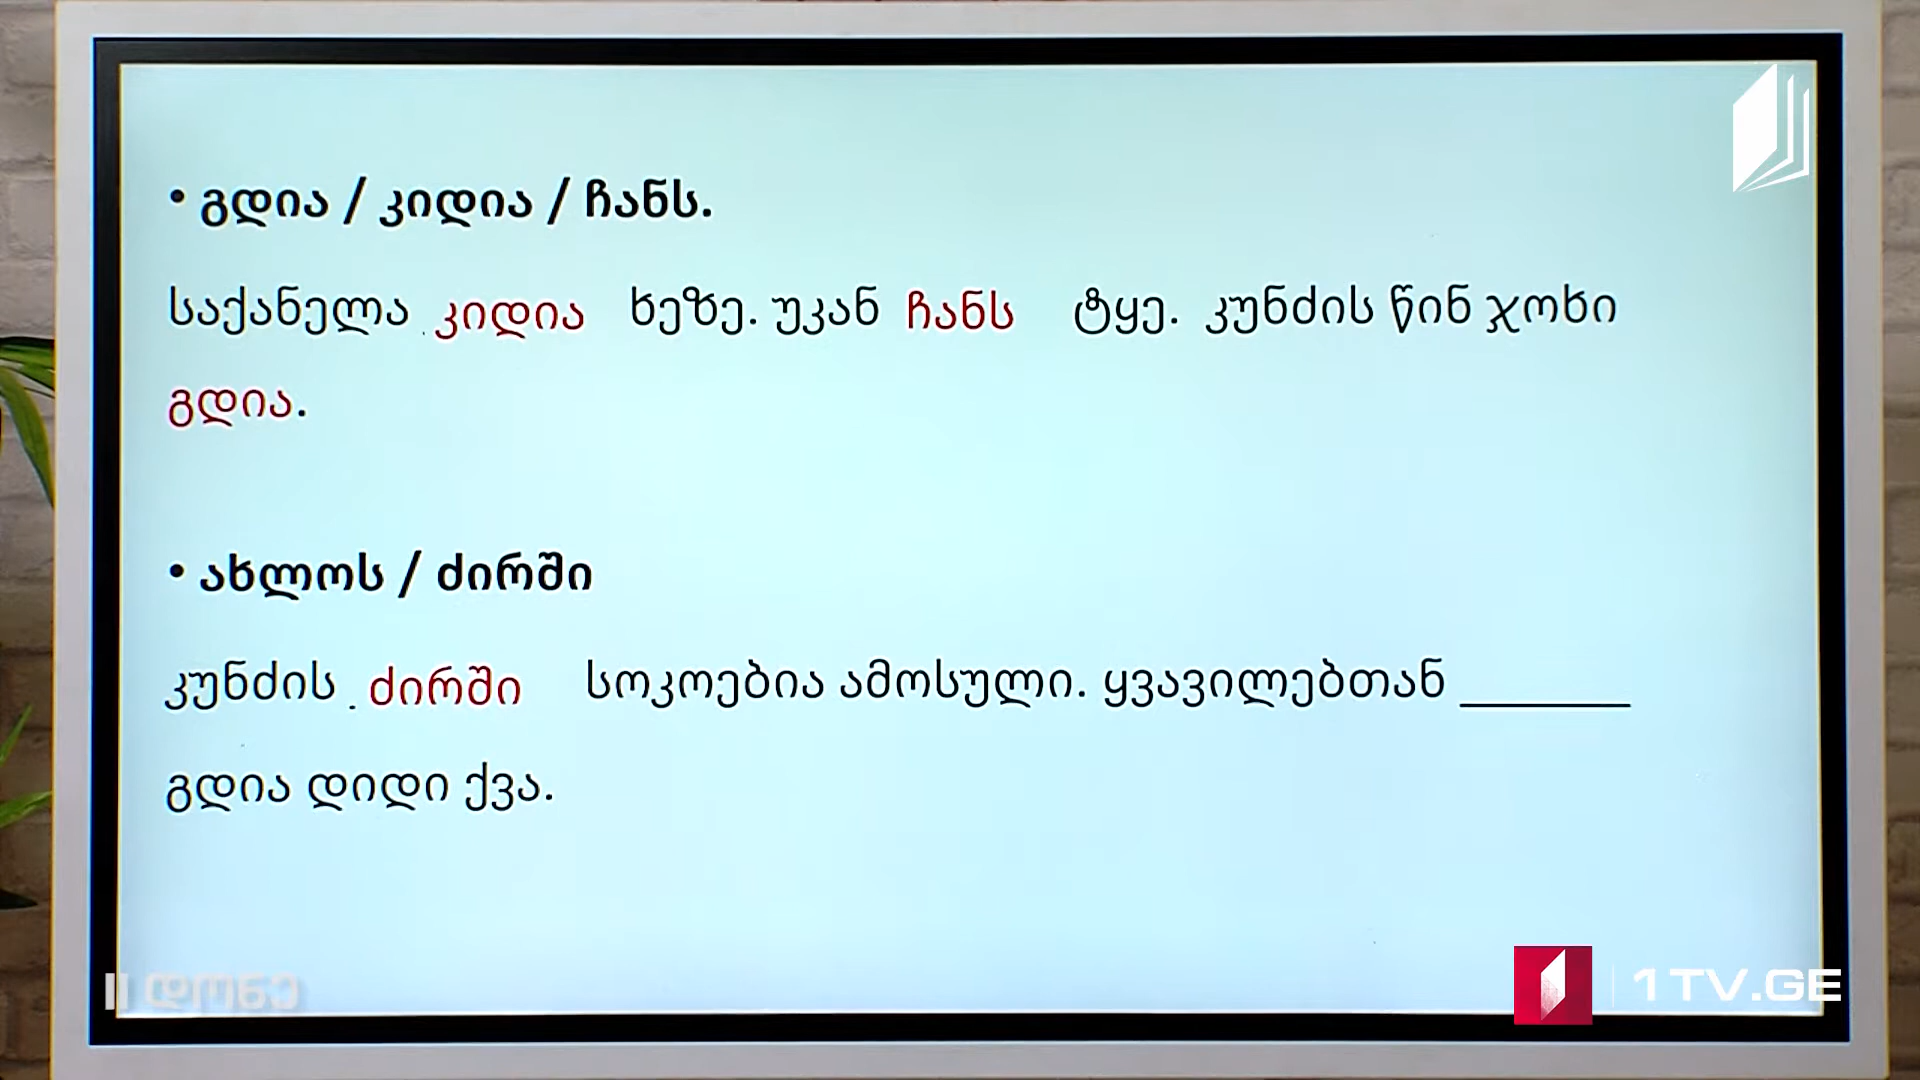 • გდია / კიდია / ჩანს.
საქანელა კიდია ხეზე. უკან ჩანს ტყე. კუნძის წინ ჯოხი
გდია.
• ახლოს / ძირში
კუნძის ძირში სოკოებია ამოსული. ყვავილებთან ________
გდია დიდი ქვა.
II დონე
1TV.GE